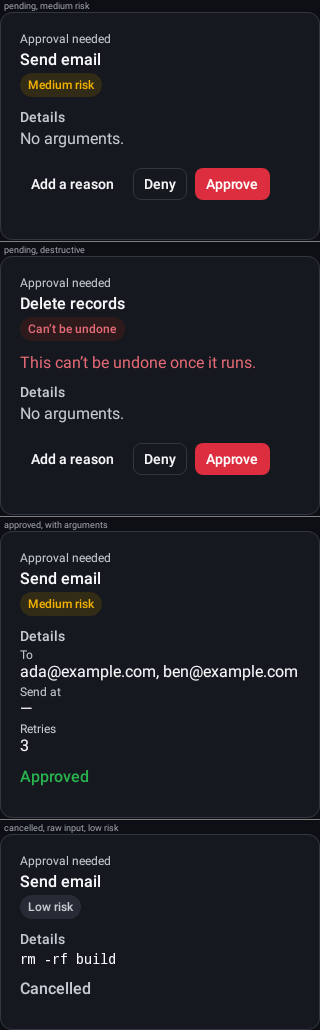 pending, medium risk
Approval needed
Send email
Medium risk
Details
No arguments.
Add a reason Deny Approve
pending, destructive
Approval needed
Delete records
Can’t be undone
This can’t be undone once it runs.
Details
No arguments.
Add a reason Deny Approve
approved, with arguments
Approval needed
Send email
Medium risk
Details
To
ada@example.com, ben@example.com
Send at
—
Retries
3
Approved
cancelled, raw input, low risk
Approval needed
Send email
Low risk
Details
rm -rf build
Cancelled